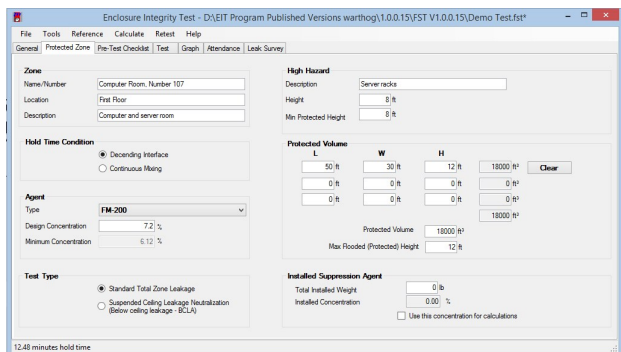 Enclosure Integrity Test - D:\EIT Program Published Versions warthog\1.0.0.15\FST V1.0.0.15\Demo Test.fst*
File Tools Reference Calculate Retest Help
General Protected Zone Pre-Test Checklist Test Graph Attendance Leak Survey
Zone
Name/Number Computer Room, Number 107
Location First Floor
Description Computer and server room
Hold Time Condition
Decending Interface
Continuous Mixing
Agent
Type FM-200
Design Concentration 7.2 %
Minimum Concentration 6.12 %
Test Type
Standard Total Zone Leakage
Suspended Ceiling Leakage Neutralization
(Below ceiling leakage - BCLA)
High Hazard
Description Server racks
Height 8 ft
Min Protected Height 8 ft
Protected Volume
L W H
50 ft 30 ft 12 ft 18000 ft³ Clear
0 ft 0 ft 0 ft 0 ft³
0 ft 0 ft 0 ft 0 ft³
18000 ft³
Protected Volume 18000 ft³
Max Flooded (Protected) Height 12 ft
Installed Suppression Agent
Total Installed Weight 0 lb
Installed Concentration 0.00 %
Use this concentration for calculations
12.48 minutes hold time